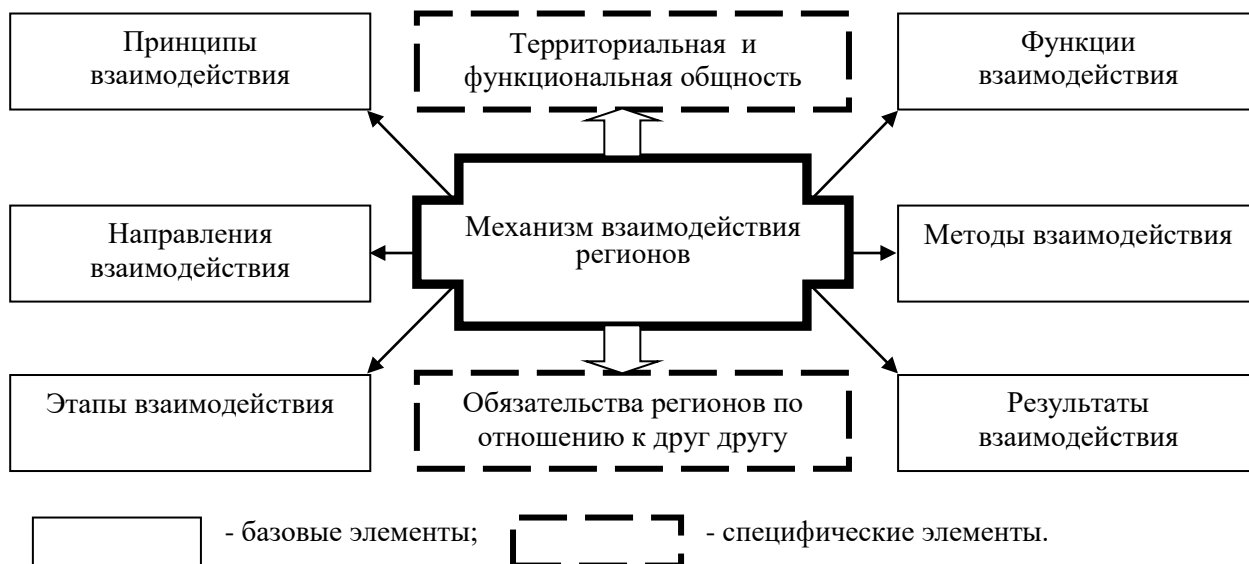 Принципы
взаимодействия
Территориальная и
функциональная общность
Функции
взаимодействия
Направления
взаимодействия
Механизм взаимодействия
регионов
Методы взаимодействия
Этапы взаимодействия
Обязательства регионов по
отношению к друг другу
Результаты
взаимодействия
- базовые элементы;
- специфические элементы.